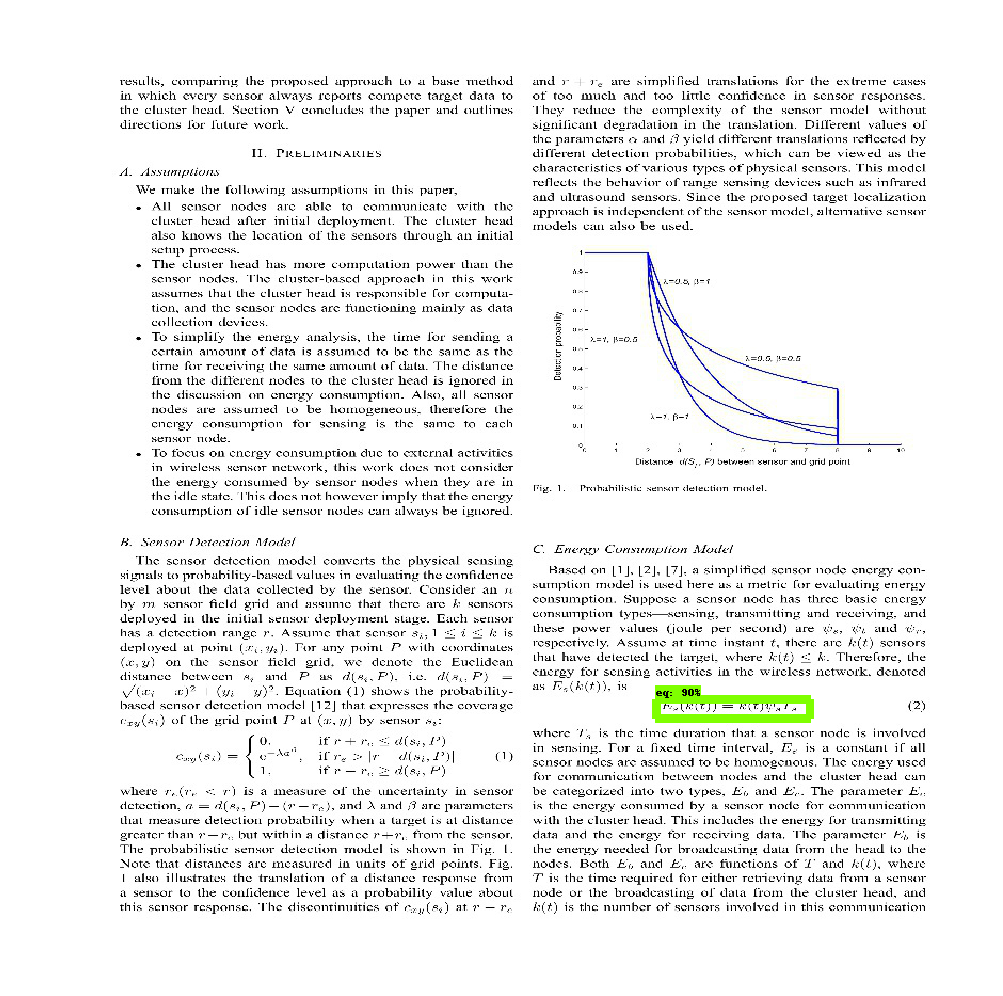 results, comparing the proposed approach to a base method
in which every sensor always reports compete target data to
the cluster head. Section V concludes the paper and outlines
directions for future work.
II. PRELIMINARIES
A. Assumptions
We make the following assumptions in this paper,
• All sensor nodes are able to communicate with the
cluster head after initial deployment. The cluster head
also knows the location of the sensors through an initial
setup process.
• The cluster head has more computation power than the
sensor nodes. The cluster-based approach in this work
assumes that the cluster head is responsible for computa-
tion, and the sensor nodes are functioning mainly as data
collection devices.
• To simplify the energy analysis, the time for sending a
certain amount of data is assumed to be the same as the
time for receiving the same amount of data. The distance
from the different nodes to the cluster head is ignored in
the discussion on energy consumption. Also, all sensor
nodes are assumed to be homogeneous, therefore the
energy consumption for sensing is the same to each
sensor node.
• To focus on energy consumption due to external activities
in wireless sensor network, this work does not consider
the energy consumed by sensor nodes when they are in
the idle state. This does not however imply that the energy
consumption of idle sensor nodes can always be ignored.
B. Sensor Detection Model
The sensor detection model converts the physical sensing
signals to probability-based values in evaluating the confidence
level about the data collected by the sensor. Consider an n
by m sensor field grid and assume that there are k sensors
deployed in the initial sensor deployment stage. Each sensor
has a detection range r. Assume that sensor s_i, 1 ≤ i ≤ k is
deployed at point (x_i, y_i). For any point P with coordinates
(x, y) on the sensor field grid, we denote the Euclidean
distance between s_i and P as d(s_i, P), i.e. d(s_i, P) =
√(x_i − x)² + (y_i − y)². Equation (1) shows the probability-
based sensor detection model [12] that expresses the coverage
c_xy(s_i) of the grid point P at (x, y) by sensor s_i:
c_xy(s_i) = { 0, if r + r_e ≤ d(s_i, P)
e^{−λa^β}, if r_e > |r − d(s_i, P)| (1)
1, if r − r_e ≥ d(s_i, P)
where r_e(r_e < r) is a measure of the uncertainty in sensor
detection, a = d(s_i, P) − (r − r_e), and λ and β are parameters
that measure detection probability when a target is at distance
greater than r − r_e but within a distance r + r_e from the sensor.
The probabilistic sensor detection model is shown in Fig. 1.
Note that distances are measured in units of grid points. Fig.
1 also illustrates the translation of a distance response from
a sensor to the confidence level as a probability value about
this sensor response. The discontinuities of c_xy(s_i) at r − r_e
and r + r_e are simplified translations for the extreme cases
of too much and too little confidence in sensor responses.
They reduce the complexity of the sensor model without
significant degradation in the translation. Different values of
the parameters α and β yield different translations reflected by
different detection probabilities, which can be viewed as the
characteristics of various types of physical sensors. This model
reflects the behavior of range sensing devices such as infrared
and ultrasound sensors. Since the proposed target localization
approach is independent of the sensor model, alternative sensor
models can also be used.
1
0.9
0.8
0.7
0.6
0.5
0.4
0.3
0.2
0.1
0
Detection probability
λ=0.5, β=1
λ=1, β=0.5
λ=0.5, β=0.5
λ=1, β=1
0 1 2 3 4 5 6 7 8 9 10
Distance d(S_i, P) between sensor and grid point
Fig. 1. Probabilistic sensor detection model.
C. Energy Consumption Model
Based on [1], [2], [7], a simplified sensor node energy con-
sumption model is used here as a metric for evaluating energy
consumption. Suppose a sensor node has three basic energy
consumption types—sensing, transmitting and receiving, and
these power values (joule per second) are ψ_s, ψ_t and ψ_r,
respectively. Assume at time instant t, there are k(t) sensors
that have detected the target, where k(t) ≤ k. Therefore, the
energy for sensing activities in the wireless network, denoted
as E_s(k(t)), is
eq: 90%
E_s(k(t)) = k(t)ψ_s T_s (2)
where T_s is the time duration that a sensor node is involved
in sensing. For a fixed time interval, E_s is a constant if all
sensor nodes are assumed to be homogeneous. The energy used
for communication between nodes and the cluster head can
be categorized into two types, E_b and E_c. The parameter E_c
is the energy consumed by a sensor node for communication
with the cluster head. This includes the energy for transmitting
data and the energy for receiving data. The parameter E_b is
the energy needed for broadcasting data from the head to the
nodes. Both E_b and E_c are functions of T and k(t), where
T is the time required for either retrieving data from a sensor
node or the broadcasting of data from the cluster head, and
k(t) is the number of sensors involved in this communication